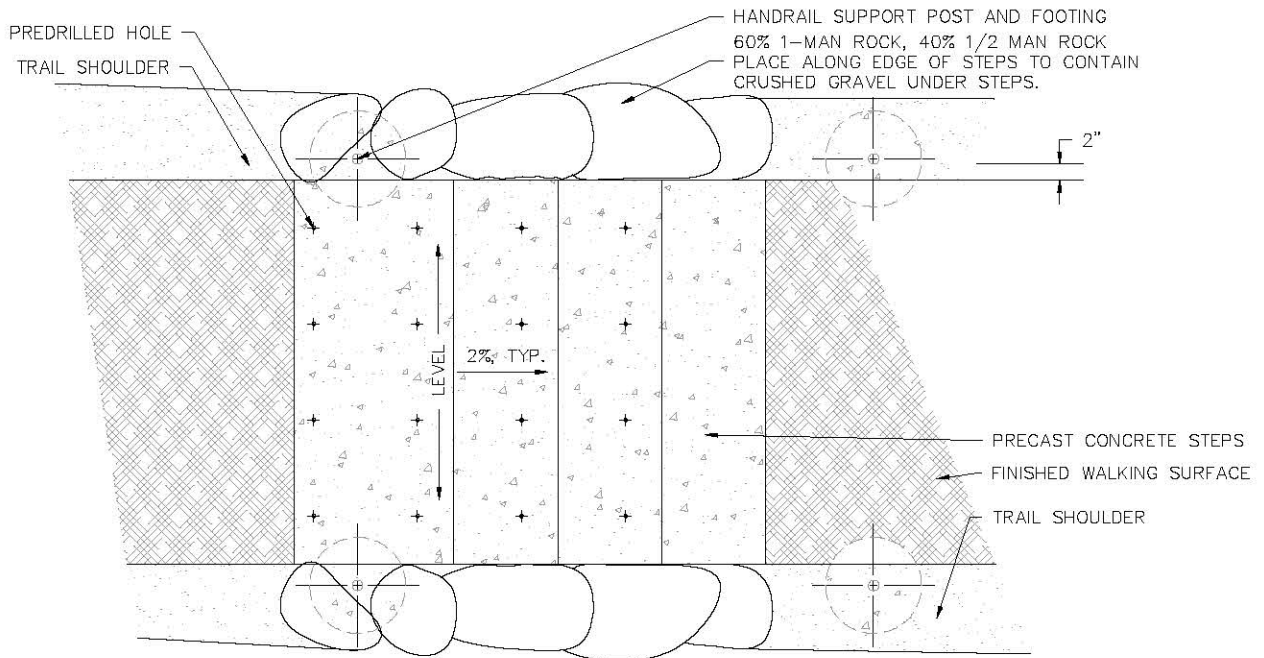 PREDRILLED HOLE
TRAIL SHOULDER
HANDRAIL SUPPORT POST AND FOOTING
60% 1-MAN ROCK, 40% 1/2 MAN ROCK
PLACE ALONG EDGE OF STEPS TO CONTAIN
CRUSHED GRAVEL UNDER STEPS.
2"
LEVEL
2%, TYP.
PRECAST CONCRETE STEPS
FINISHED WALKING SURFACE
TRAIL SHOULDER